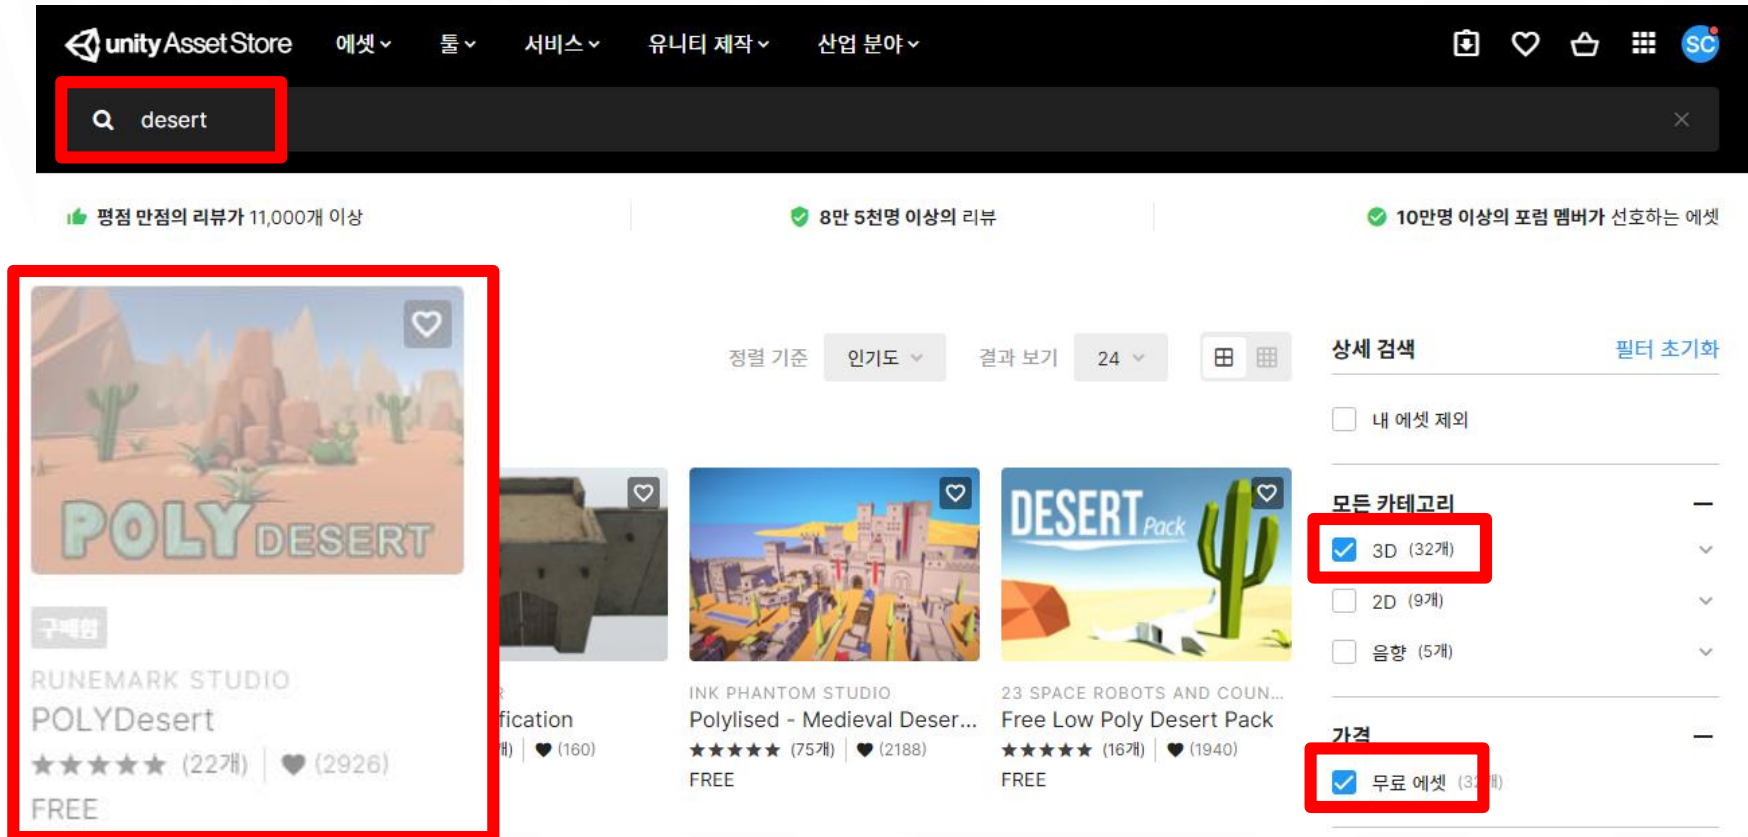 unity Asset Store 에셋 툴 서비스 유니티 제작 산업 분야 SC
desert
평점 만점의 리뷰가 11,000개 이상 8만 5천명 이상의 리뷰 10만명 이상의 포럼 멤버가 선호하는 에셋
정렬 기준 인기도 결과 보기 24
POLY DESERT
구매함
RUNEMARK STUDIO
POLYDesert
(22개) (2926)
FREE
fication
(160)
INK PHANTOM STUDIO
Polylised - Medieval Deser...
(75개) (2188)
FREE
DESERT Pack
23 SPACE ROBOTS AND COUN...
Free Low Poly Desert Pack
(16개) (1940)
FREE
상세 검색 필터 초기화
내 에셋 제외
모든 카테고리
3D (32개)
2D (9개)
음향 (5개)
가격
무료 에셋